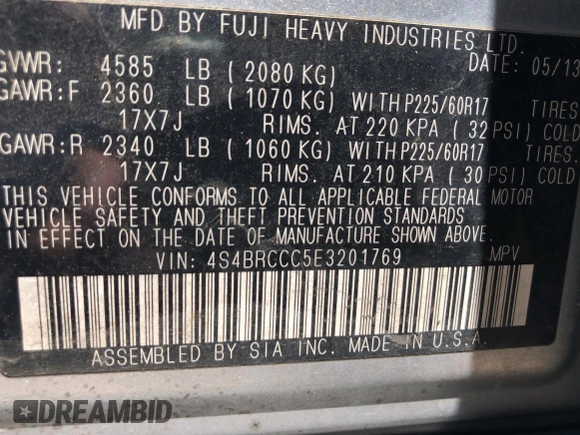 MFD BY FUJI HEAVY INDUSTRIES LTD.
GVWR: 4585 LB ( 2080 KG) DATE: 05/13
GAWR:F 2360 LB ( 1070 KG) WITH P225/60R17 TIRES
17X7J RIMS. AT 220 KPA ( 32 PSI) COLD
GAWR:R 2340 LB ( 1060 KG) WITH P225/60R17 TIRES
17X7J RIMS. AT 210 KPA ( 30 PSI) COLD
THIS VEHICLE CONFORMS TO ALL APPLICABLE FEDERAL MOTOR
VEHICLE SAFETY AND THEFT PREVENTION STANDARDS
IN EFFECT ON THE DATE OF MANUFACTURE SHOWN ABOVE.
VIN: 4S4BRCCC5E3201769 MPV
ASSEMBLED BY SIA INC. MADE IN U.S.A.
DREAMBID